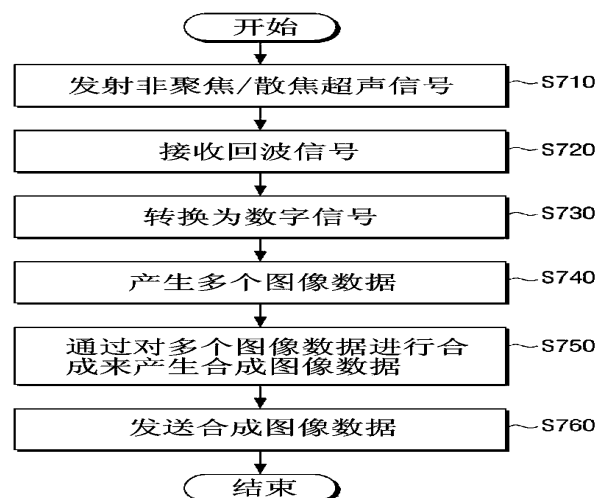 开始
发射非聚焦/散焦超声信号
S710
接收回波信号
S720
转换为数字信号
S730
产生多个图像数据
S740
通过对多个图像数据进行合
成来产生合成图像数据
S750
发送合成图像数据
S760
结束